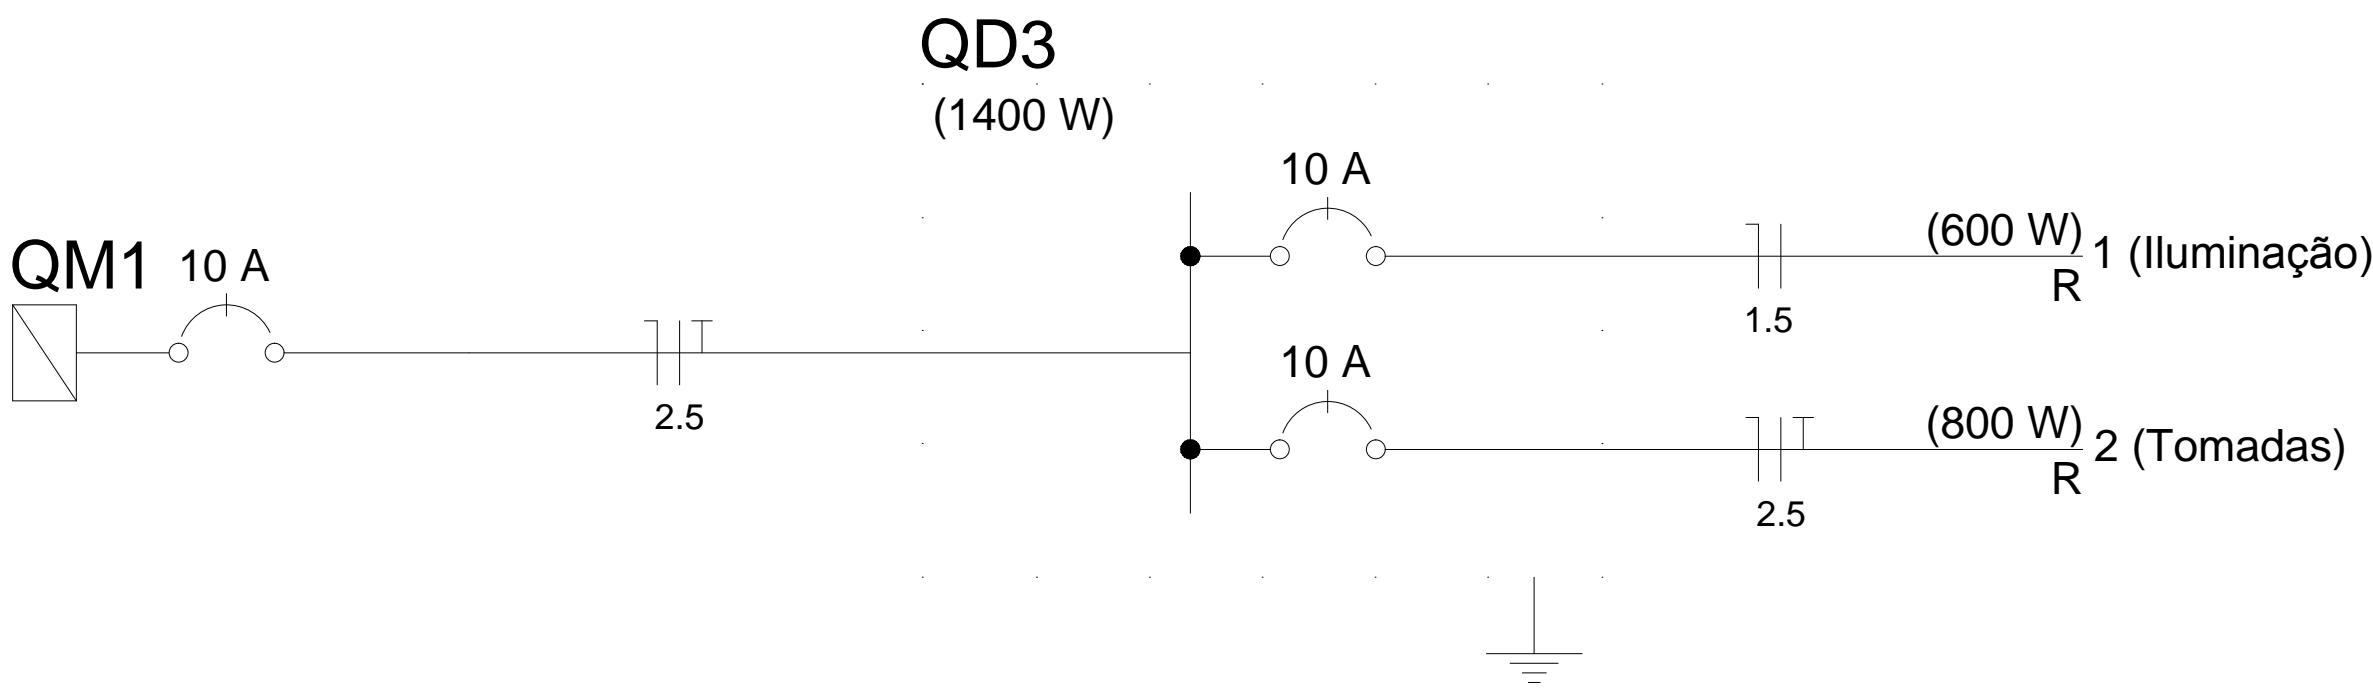 QD3
(1400 W)
10 A
(600 W)
1 (Iluminação)
R
1.5
QM1
10 A
2.5
10 A
(800 W)
2 (Tomadas)
R
2.5